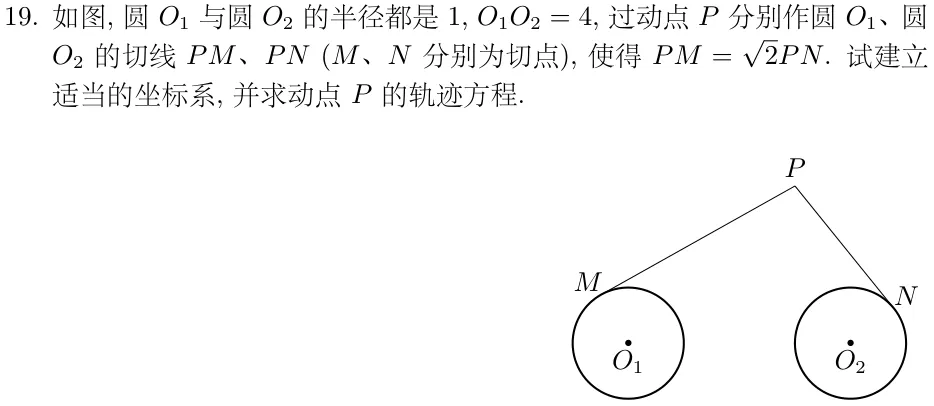 19. 如图, 圆 O₁ 与圆 O₂ 的半径都是 1, O₁O₂ = 4, 过动点 P 分别作圆 O₁、圆
O₂ 的切线 PM、PN (M、N 分别为切点), 使得 PM = √2PN. 试建立
适当的坐标系, 并求动点 P 的轨迹方程.
P
M
N
O₁
O₂